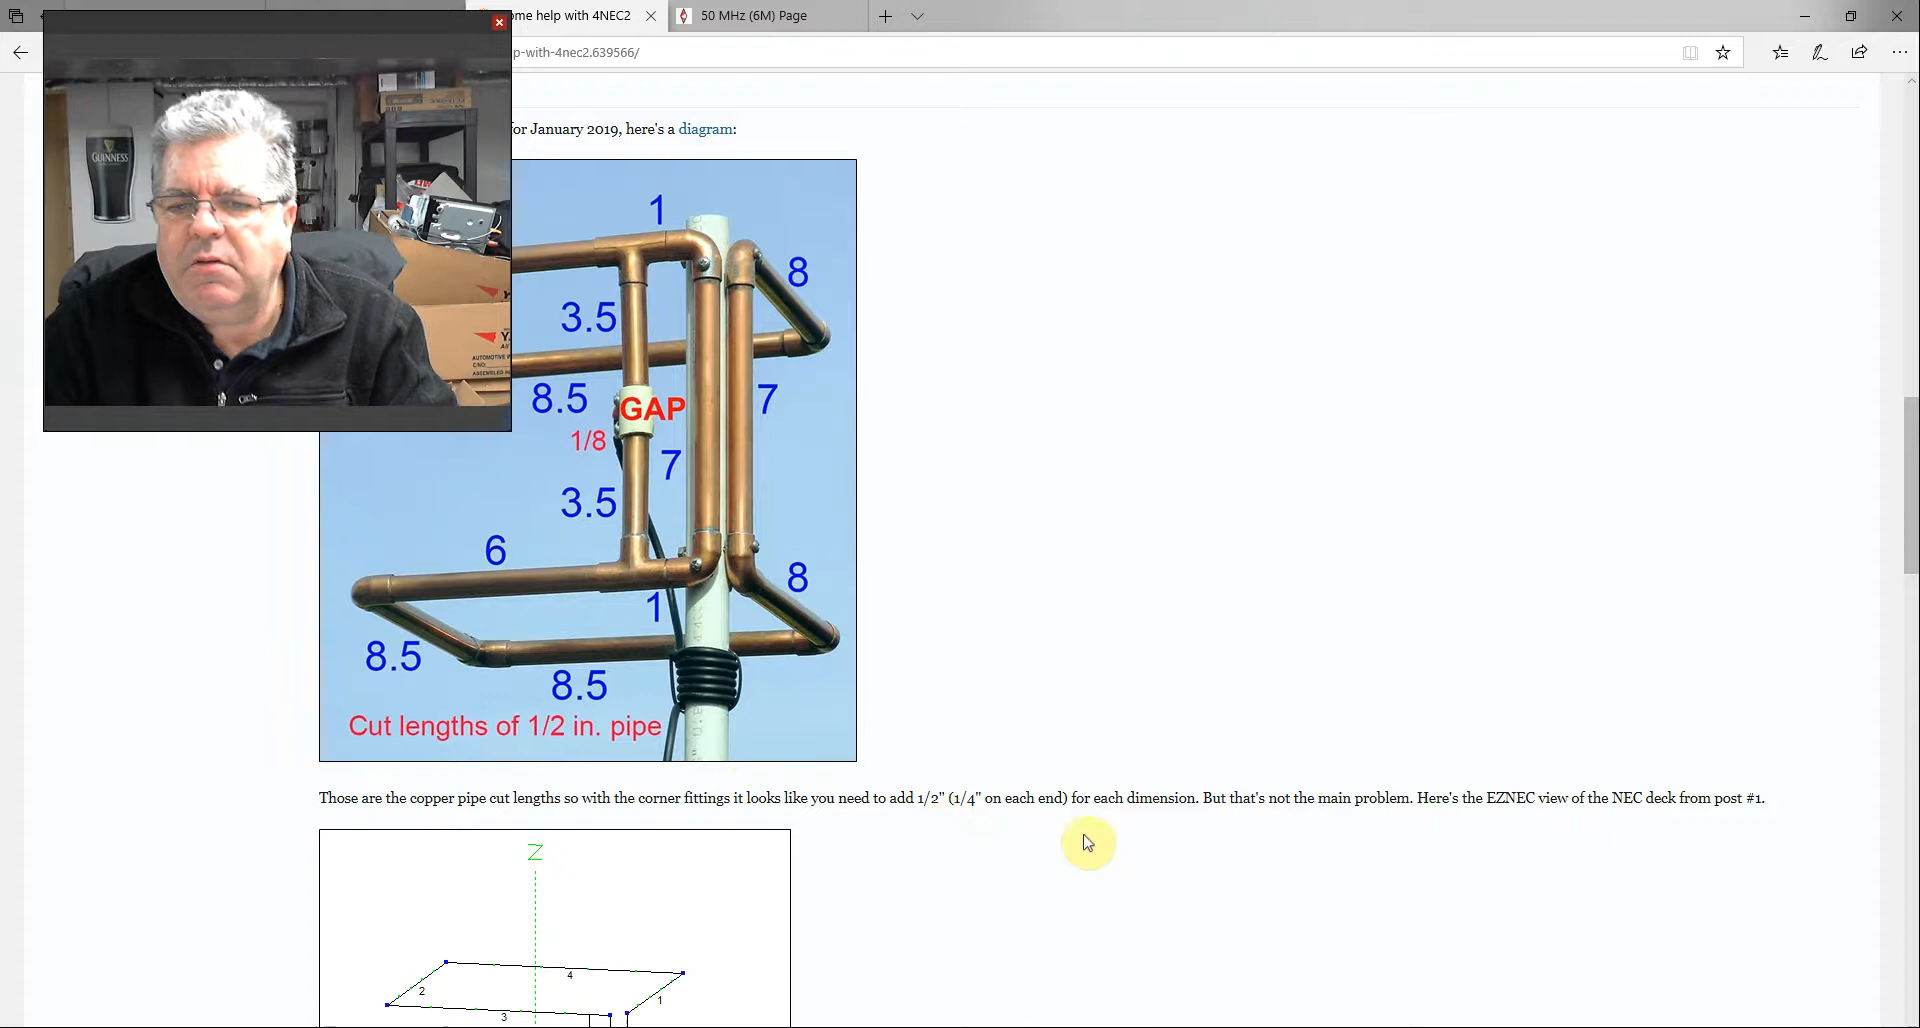 ome help with 4NEC2
50 MHz (6M) Page
p-with-4nec2.639566/
for January 2019, here's a diagram:
GUINNESS
1
8
3.5
8.5
GAP
7
1/8
7
3.5
6
8
1
8.5
8.5
Cut lengths of 1/2 in. pipe
Those are the copper pipe cut lengths so with the corner fittings it looks like you need to add 1/2" (1/4" on each end) for each dimension. But that's not the main problem. Here's the EZNEC view of the NEC deck from post #1.
Z
4
2
1
3